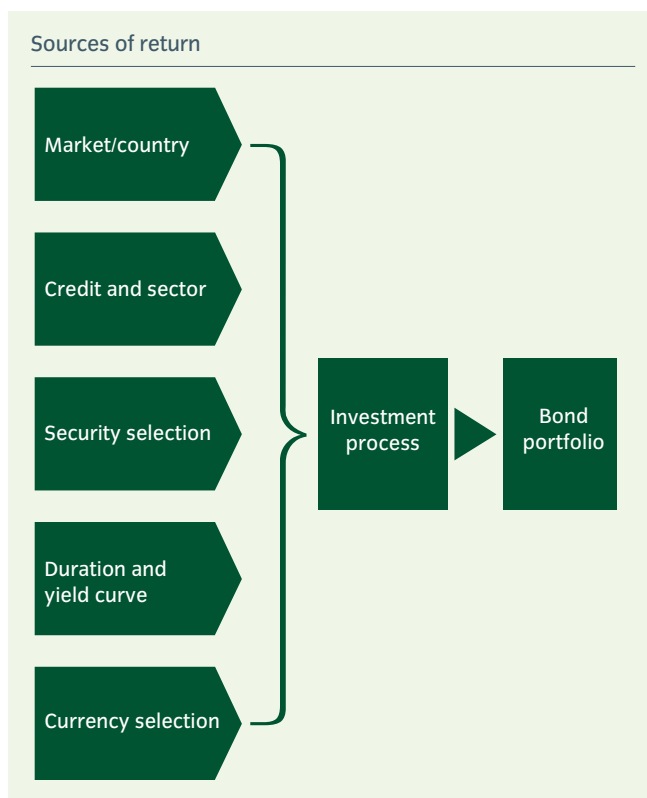 Sources of return
Market/country
Credit and sector
Security selection
Duration and
yield curve
Currency selection
Investment
process
Bond
portfolio